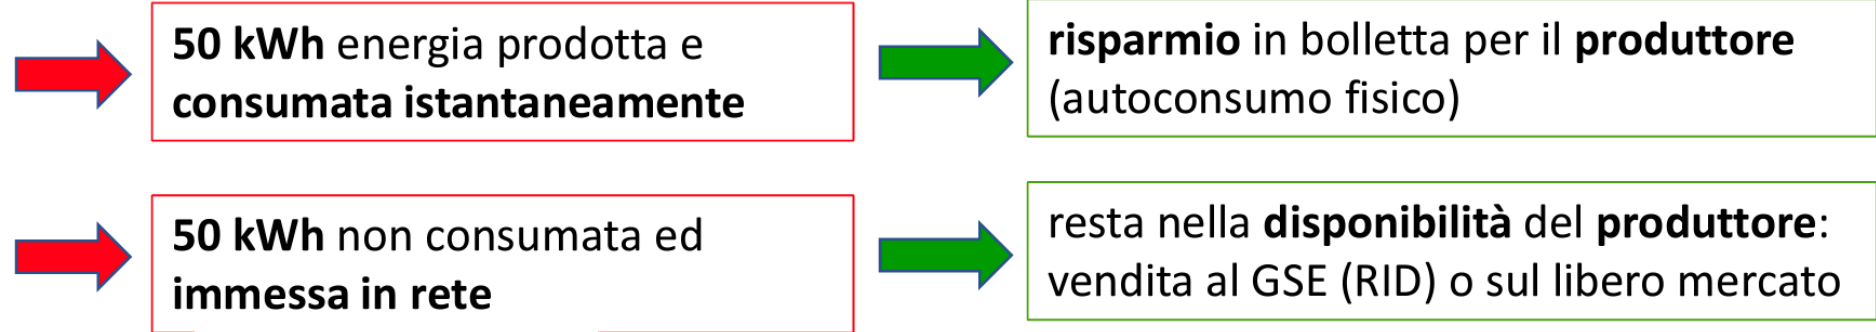 50 kWh energia prodotta e
consumata istantaneamente
risparmio in bolletta per il produttore
(autoconsumo fisico)
50 kWh non consumata ed
immessa in rete
resta nella disponibilità del produttore:
vendita al GSE (RID) o sul libero mercato